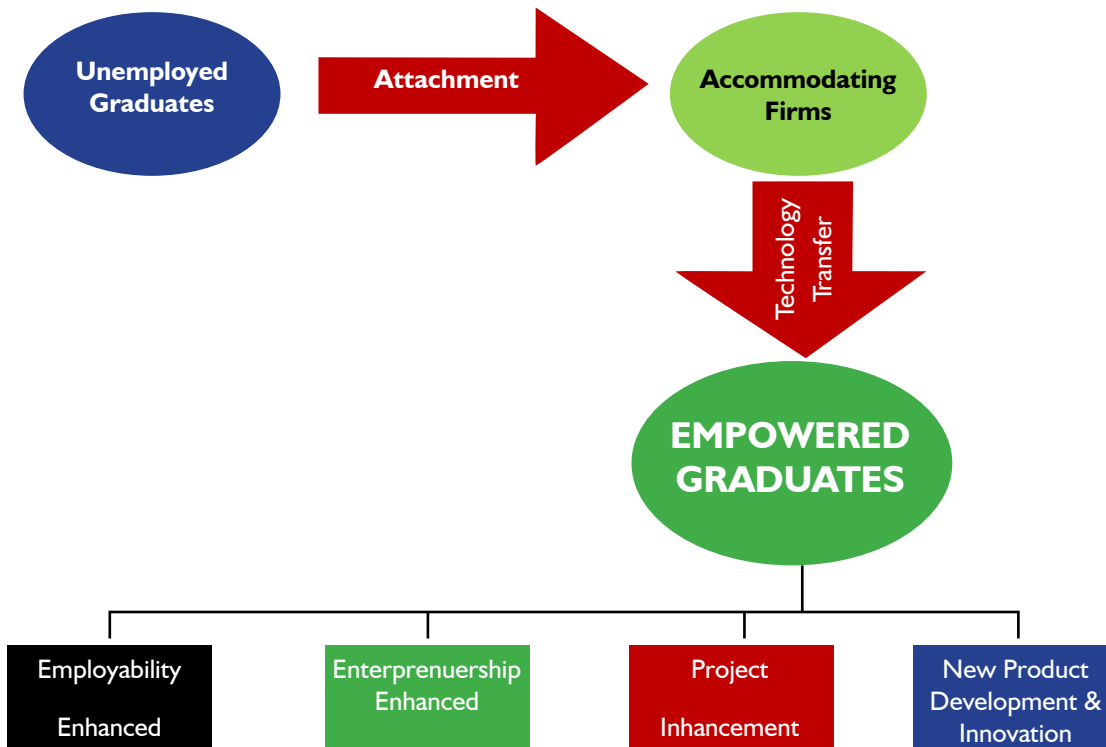 Unemployed
Graduates
Attachment
Accommodating
Firms
Technology
Transfer
EMPOWERED
GRADUATES
Employability
Enhanced
Enterprenuership
Enhanced
Project
Inhancement
New Product
Development &
Innovation